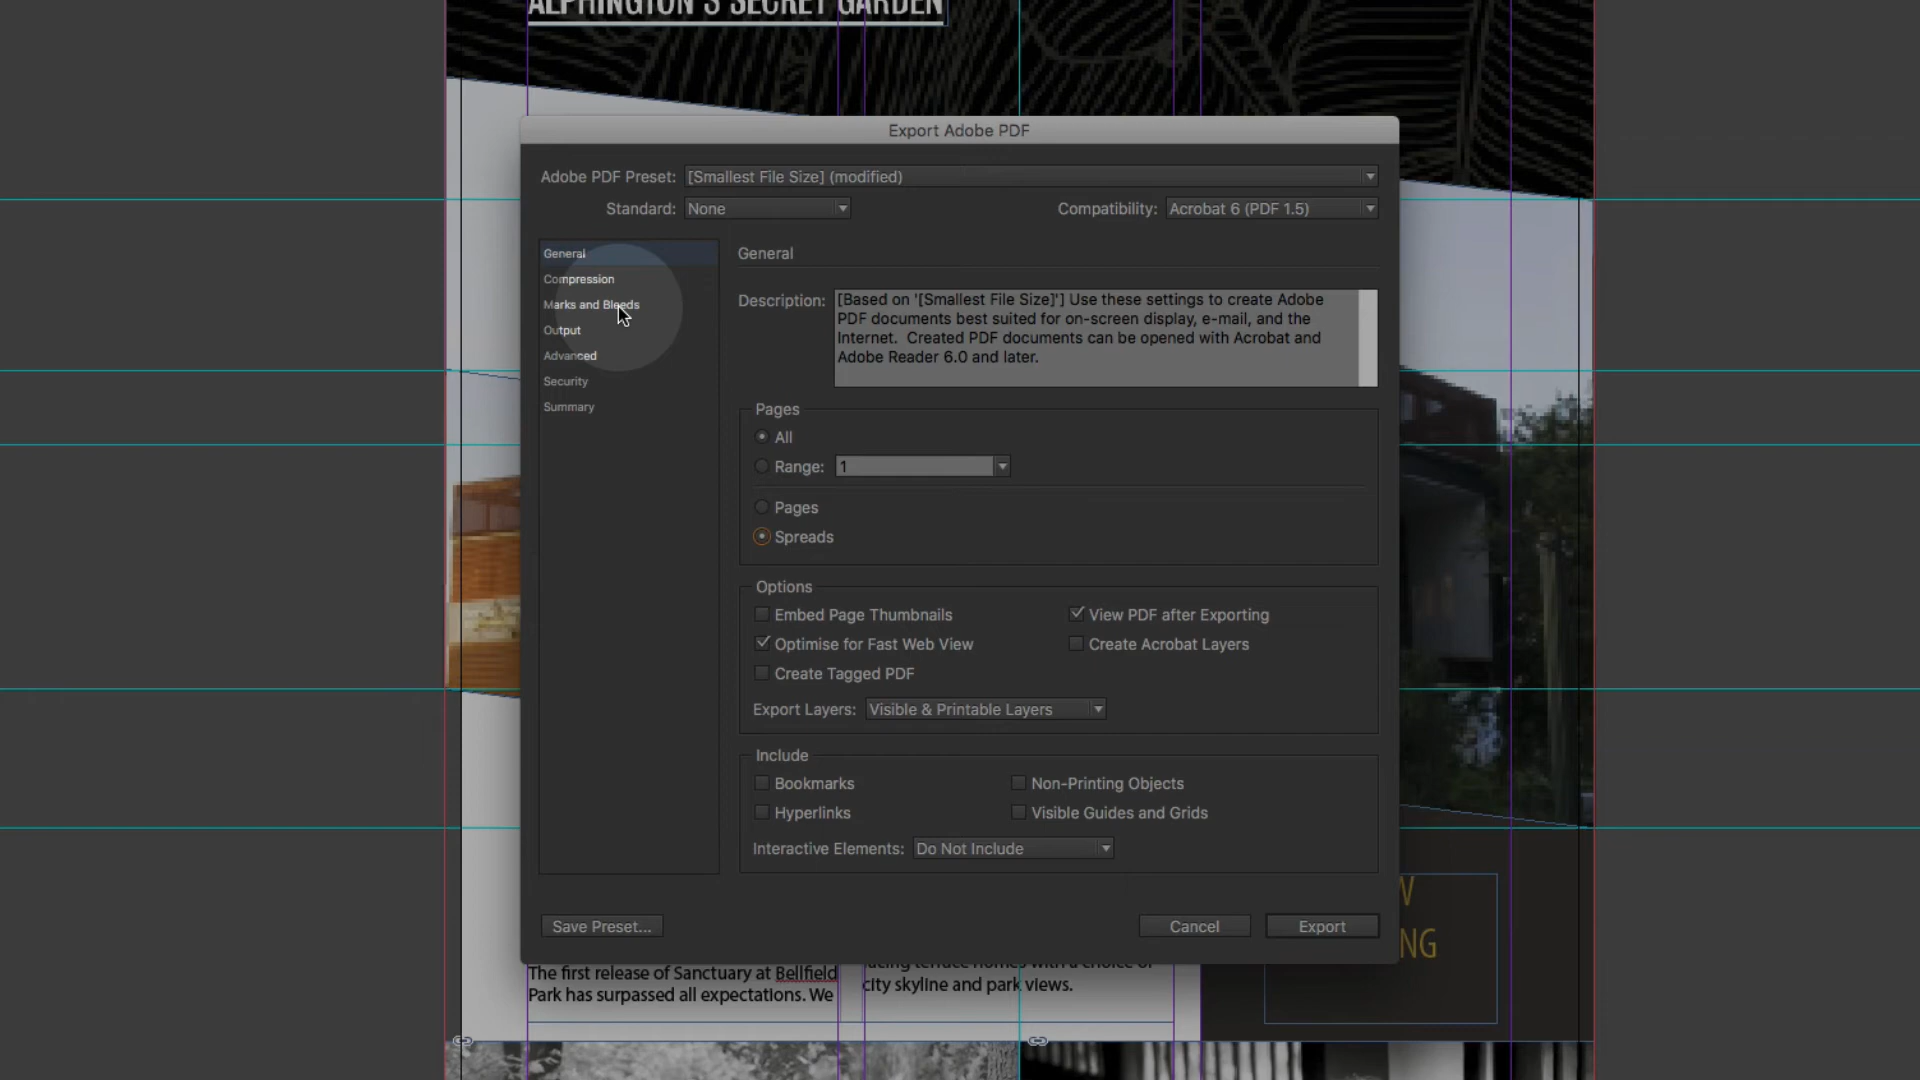 ALPHINGTON'S SECRET GARDEN
Export Adobe PDF
Adobe PDF Preset: [Smallest File Size] (modified)
Standard: None
Compatibility: Acrobat 6 (PDF 1.5)
General
Compression
Marks and Bleeds
Output
Advanced
Security
Summary
General
Description: [Based on '[Smallest File Size]'] Use these settings to create Adobe
PDF documents best suited for on-screen display, e-mail, and the
Internet.  Created PDF documents can be opened with Acrobat and
Adobe Reader 6.0 and later.
Pages
All
Range: 1
Pages
Spreads
Options
Embed Page Thumbnails
View PDF after Exporting
Optimise for Fast Web View
Create Acrobat Layers
Create Tagged PDF
Export Layers: Visible & Printable Layers
Include
Bookmarks
Non-Printing Objects
Hyperlinks
Visible Guides and Grids
Interactive Elements: Do Not Include
Save Preset...
Cancel
Export
W
NG
The first release of Sanctuary at Bellfield
Park has surpassed all expectations. We
facing terrace homes with a choice of
city skyline and park views.